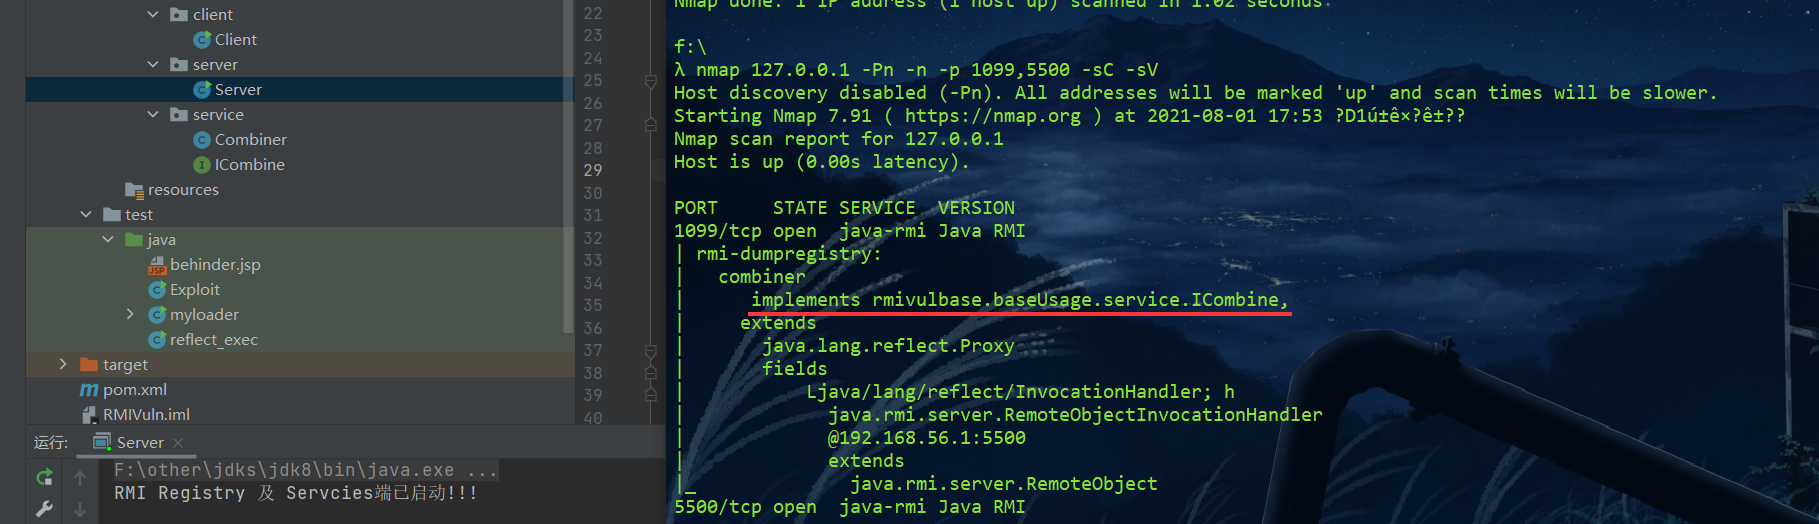 client
Client
server
Server
service
Combiner
ICombine
resources
test
java
behinder.jsp
Exploit
myloader
reflect_exec
target
pom.xml
RMIVuln.iml
22
23
24
25
26
27
28
29
30
31
32
33
34
35
36
37
38
39
40
运行: Server ×
F:\other\jdks\jdk8\bin\java.exe ...
RMI Registry 及 Servcies端已启动!!!
Nmap done: 1 IP address (1 host up) scanned in 1.02 seconds
f:\
λ nmap 127.0.0.1 -Pn -n -p 1099,5500 -sC -sV
Host discovery disabled (-Pn). All addresses will be marked 'up' and scan times will be slower.
Starting Nmap 7.91 ( https://nmap.org ) at 2021-08-01 17:53 ?D1ú±ê×?ê±??
Nmap scan report for 127.0.0.1
Host is up (0.00s latency).
PORT STATE SERVICE VERSION
1099/tcp open java-rmi Java RMI
| rmi-dumpregistry:
| combiner
| implements rmivulbase.baseUsage.service.ICombine,
| extends
| java.lang.reflect.Proxy
| fields
| Ljava/lang/reflect/InvocationHandler; h
| java.rmi.server.RemoteObjectInvocationHandler
| @192.168.56.1:5500
| extends
|_ java.rmi.server.RemoteObject
5500/tcp open java-rmi Java RMI